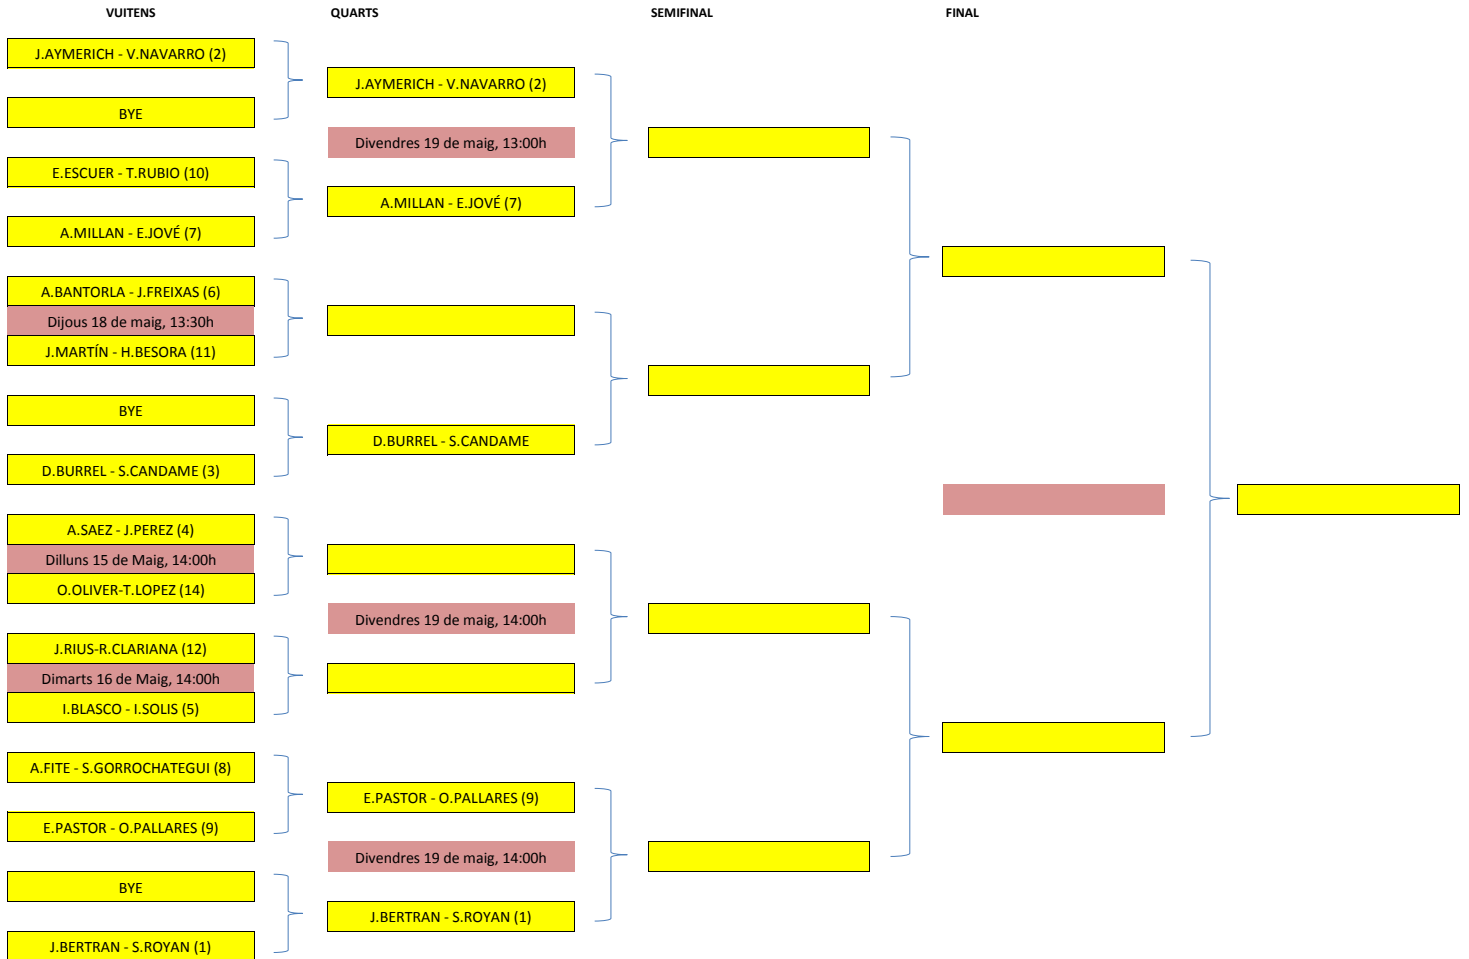 VUITENS
QUARTS
SEMIFINAL
FINAL
J.AYMERICH - V.NAVARRO (2)
BYE
E.ESCUER - T.RUBIO (10)
A.MILLAN - E.JOVÉ (7)
A.BANTORLA - J.FREIXAS (6)
Dijous 18 de maig, 13:30h
J.MARTÍN - H.BESORA (11)
BYE
D.BURREL - S.CANDAME (3)
A.SAEZ - J.PEREZ (4)
Dilluns 15 de Maig, 14:00h
O.OLIVER-T.LOPEZ (14)
J.RIUS-R.CLARIANA (12)
Dimarts 16 de Maig, 14:00h
I.BLASCO - I.SOLIS (5)
A.FITE - S.GORROCHATEGUI (8)
E.PASTOR - O.PALLARES (9)
BYE
J.BERTRAN - S.ROYAN (1)
J.AYMERICH - V.NAVARRO (2)
Divendres 19 de maig, 13:00h
A.MILLAN - E.JOVÉ (7)
D.BURREL - S.CANDAME
Divendres 19 de maig, 14:00h
E.PASTOR - O.PALLARES (9)
Divendres 19 de maig, 14:00h
J.BERTRAN - S.ROYAN (1)